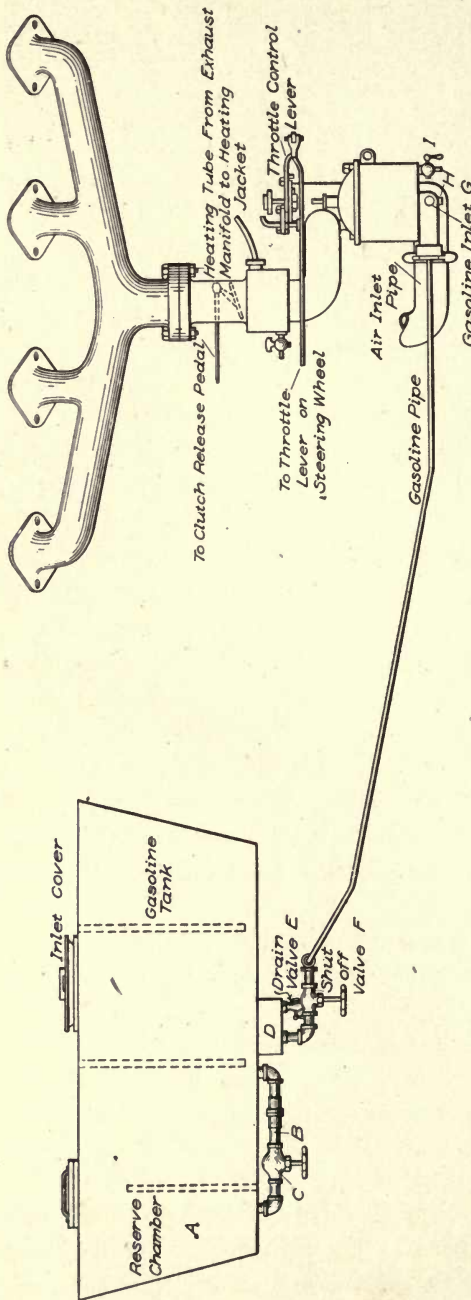 Inlet Cover
Gasoline
Tank
Reserve
Chamber
A
B
C
D
Drain
Valve E
Shut
off
Valve F
Gasoline Pipe
Air Inlet
Pipe
Gasoline Inlet G
H
I
To Clutch Release Pedal
Heating Tube From Exhaust
Manifold to Heating
Jacket
Throttle Control
Lever
To Throttle
Lever on
Steering Wheel